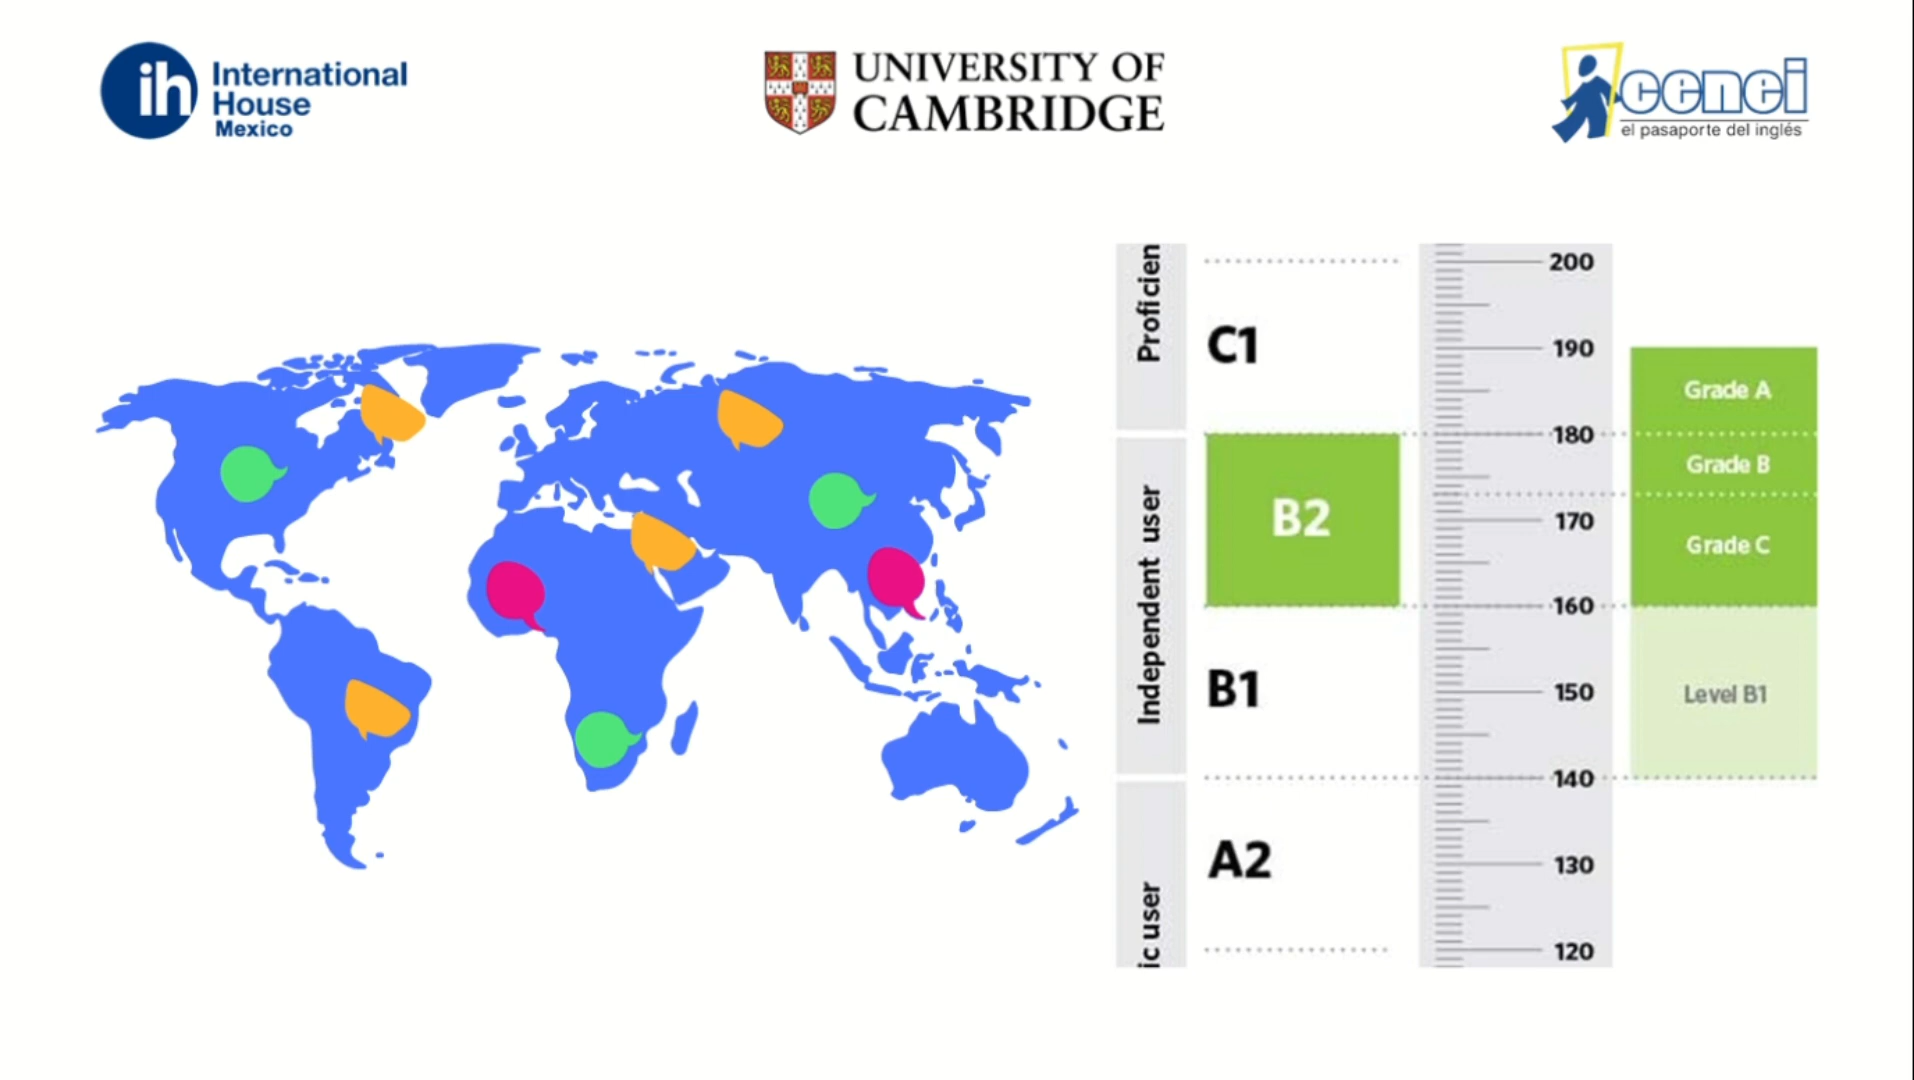 ih
International
House
Mexico
UNIVERSITY OF
CAMBRIDGE
cenei
el pasaporte del inglés
Proficien
C1
B2
Independent user
B1
A2
ic user
200
190
180
170
160
150
140
130
120
Grade A
Grade B
Grade C
Level B1